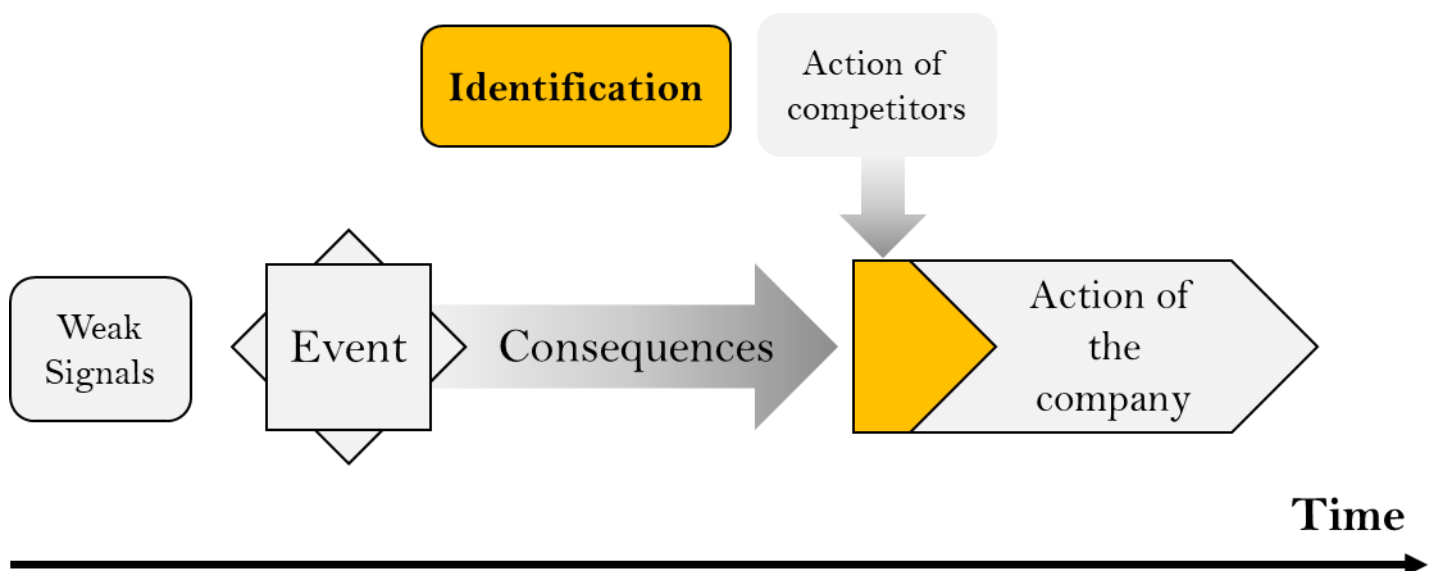 Identification
Action of
competitors
Weak
Signals
Event
Consequences
Action of
the
company
Time